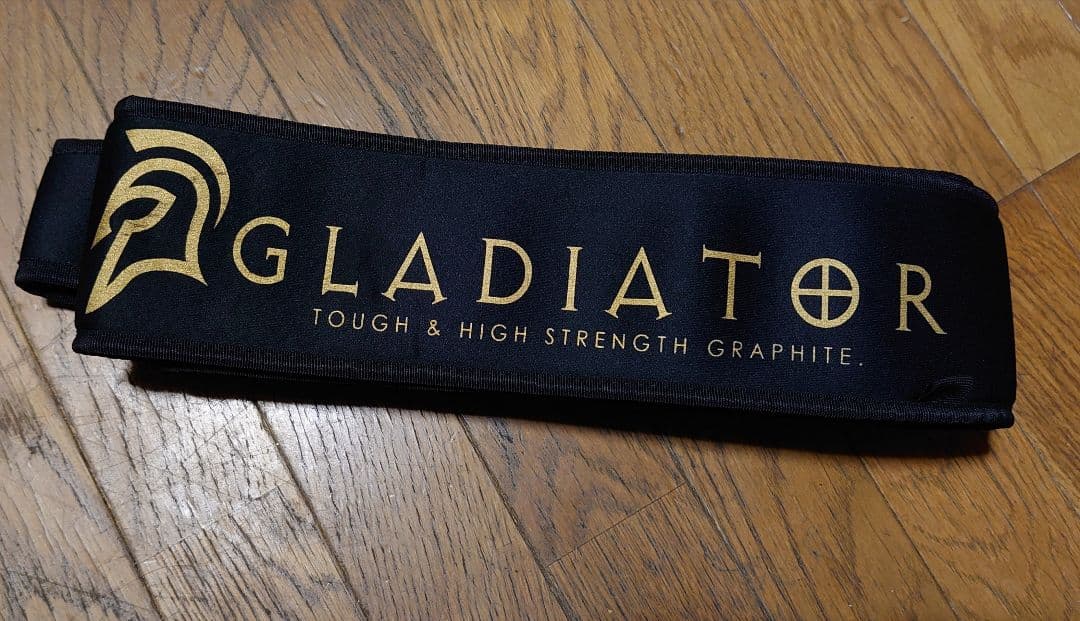 GLADIATOR
TOUGH & HIGH STRENGTH GRAPHITE.